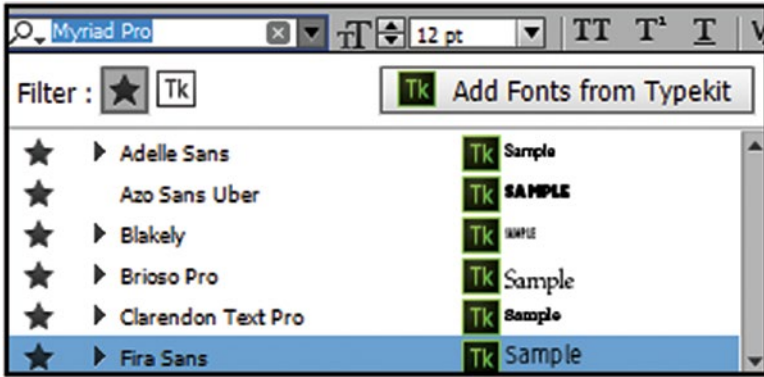 Myriad Pro 12 pt TT T¹ T
Filter : Tk Tk Add Fonts from Typekit
Adelle Sans Tk Sample
Azo Sans Uber Tk SAMPLE
Blakely Tk SAMPLE
Brioso Pro Tk Sample
Clarendon Text Pro Tk Sample
Fira Sans Tk Sample